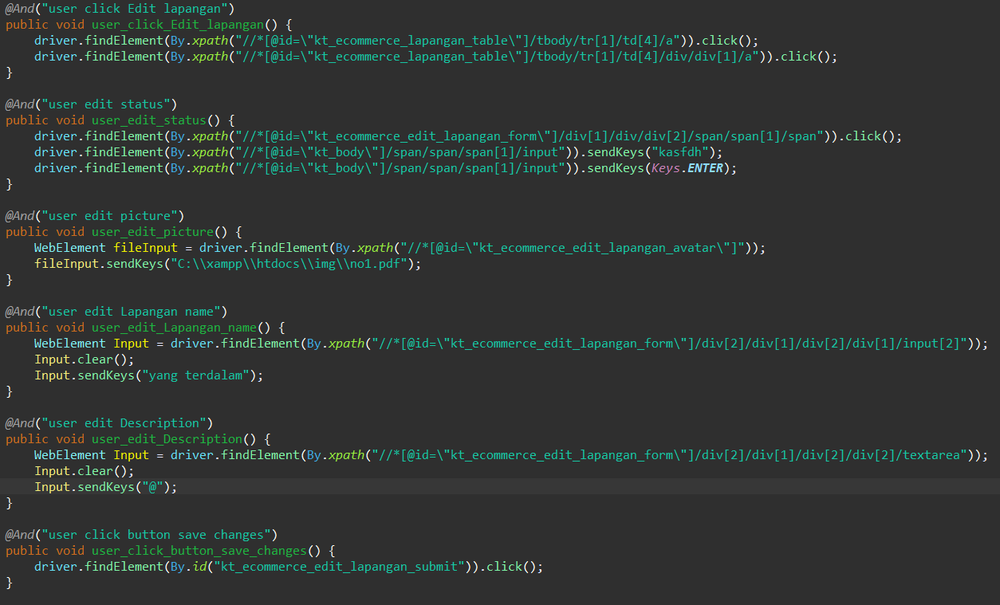 @And("user click Edit lapangan")
public void user_click_Edit_lapangan() {
    driver.findElement(By.xpath("//*[@id=\"kt_ecommerce_lapangan_table\"]/tbody/tr[1]/td[4]/a")).click();
    driver.findElement(By.xpath("//*[@id=\"kt_ecommerce_lapangan_table\"]/tbody/tr[1]/td[4]/div/div[1]/a")).click();
}

@And("user edit status")
public void user_edit_status() {
    driver.findElement(By.xpath("//*[@id=\"kt_ecommerce_edit_lapangan_form\"]/div[1]/div/div[2]/span/span[1]/span")).click();
    driver.findElement(By.xpath("//*[@id=\"kt_body\"]/span/span/span[1]/input")).sendKeys("kasfdh");
    driver.findElement(By.xpath("//*[@id=\"kt_body\"]/span/span/span[1]/input")).sendKeys(Keys.ENTER);
}

@And("user edit picture")
public void user_edit_picture() {
    WebElement fileInput = driver.findElement(By.xpath("//*[@id=\"kt_ecommerce_edit_lapangan_avatar\"]"));
    fileInput.sendKeys("C:\\xampp\\htdocs\\img\\no1.pdf");
}

@And("user edit Lapangan name")
public void user_edit_Lapangan_name() {
    WebElement Input = driver.findElement(By.xpath("//*[@id=\"kt_ecommerce_edit_lapangan_form\"]/div[2]/div[1]/div[2]/div[1]/input[2]"));
    Input.clear();
    Input.sendKeys("yang terdalam");
}

@And("user edit Description")
public void user_edit_Description() {
    WebElement Input = driver.findElement(By.xpath("//*[@id=\"kt_ecommerce_edit_lapangan_form\"]/div[2]/div[1]/div[2]/div[2]/textarea"));
    Input.clear();
    Input.sendKeys("@");
}

@And("user click button save changes")
public void user_click_button_save_changes() {
    driver.findElement(By.id("kt_ecommerce_edit_lapangan_submit")).click();
}